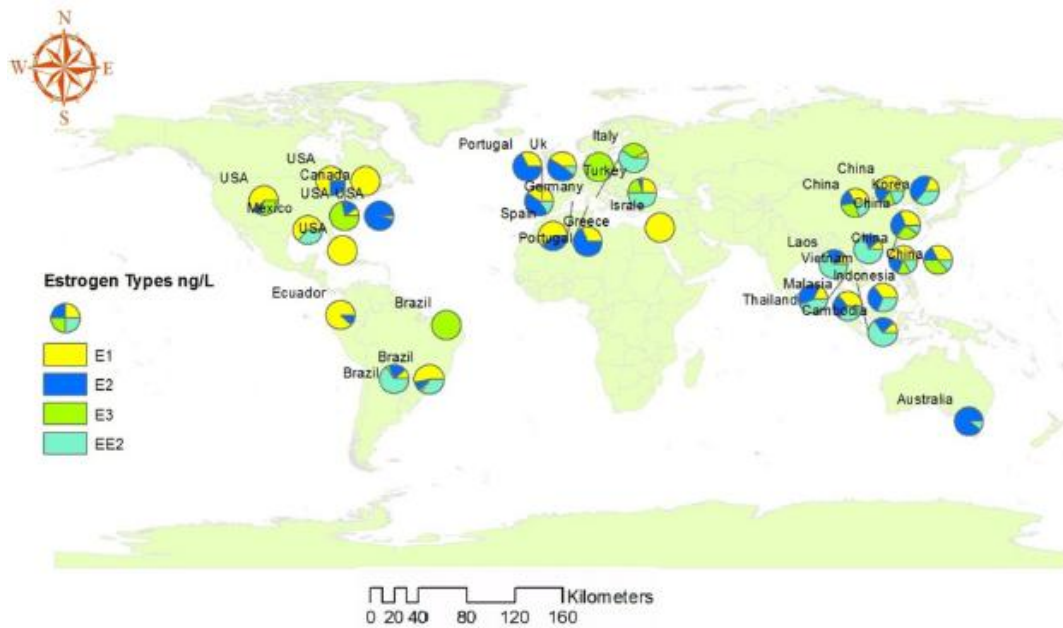 N
W E
S
Portugal Uk Italy
USA
Canada
USA
USA USA
Mexico
USA
Turkey
Germany
Spain
Israle
Greece
Portugal
China
China
Korea
China
Laos
China
Vietnam
China
Indonesia
Malasia
Thailand
Cambodia
Estrogen Types ng/L
E1
E2
E3
EE2
Ecuador
Brazil
Brazil
Brazil
Australia
Kilometers
0 20 40 80 120 160